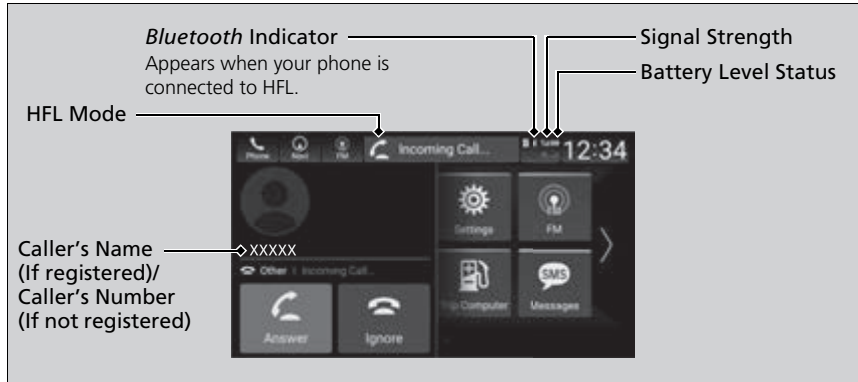 Bluetooth Indicator
Appears when your phone is
connected to HFL.
Signal Strength
Battery Level Status
HFL Mode
Phone
Navi
FM
Incoming Call...
12:34
Settings
FM
Caller's Name
(If registered)/
Caller's Number
(If not registered)
XXXXX
Other
Incoming Call...
SMS
Computer
Messages
Answer
Ignore